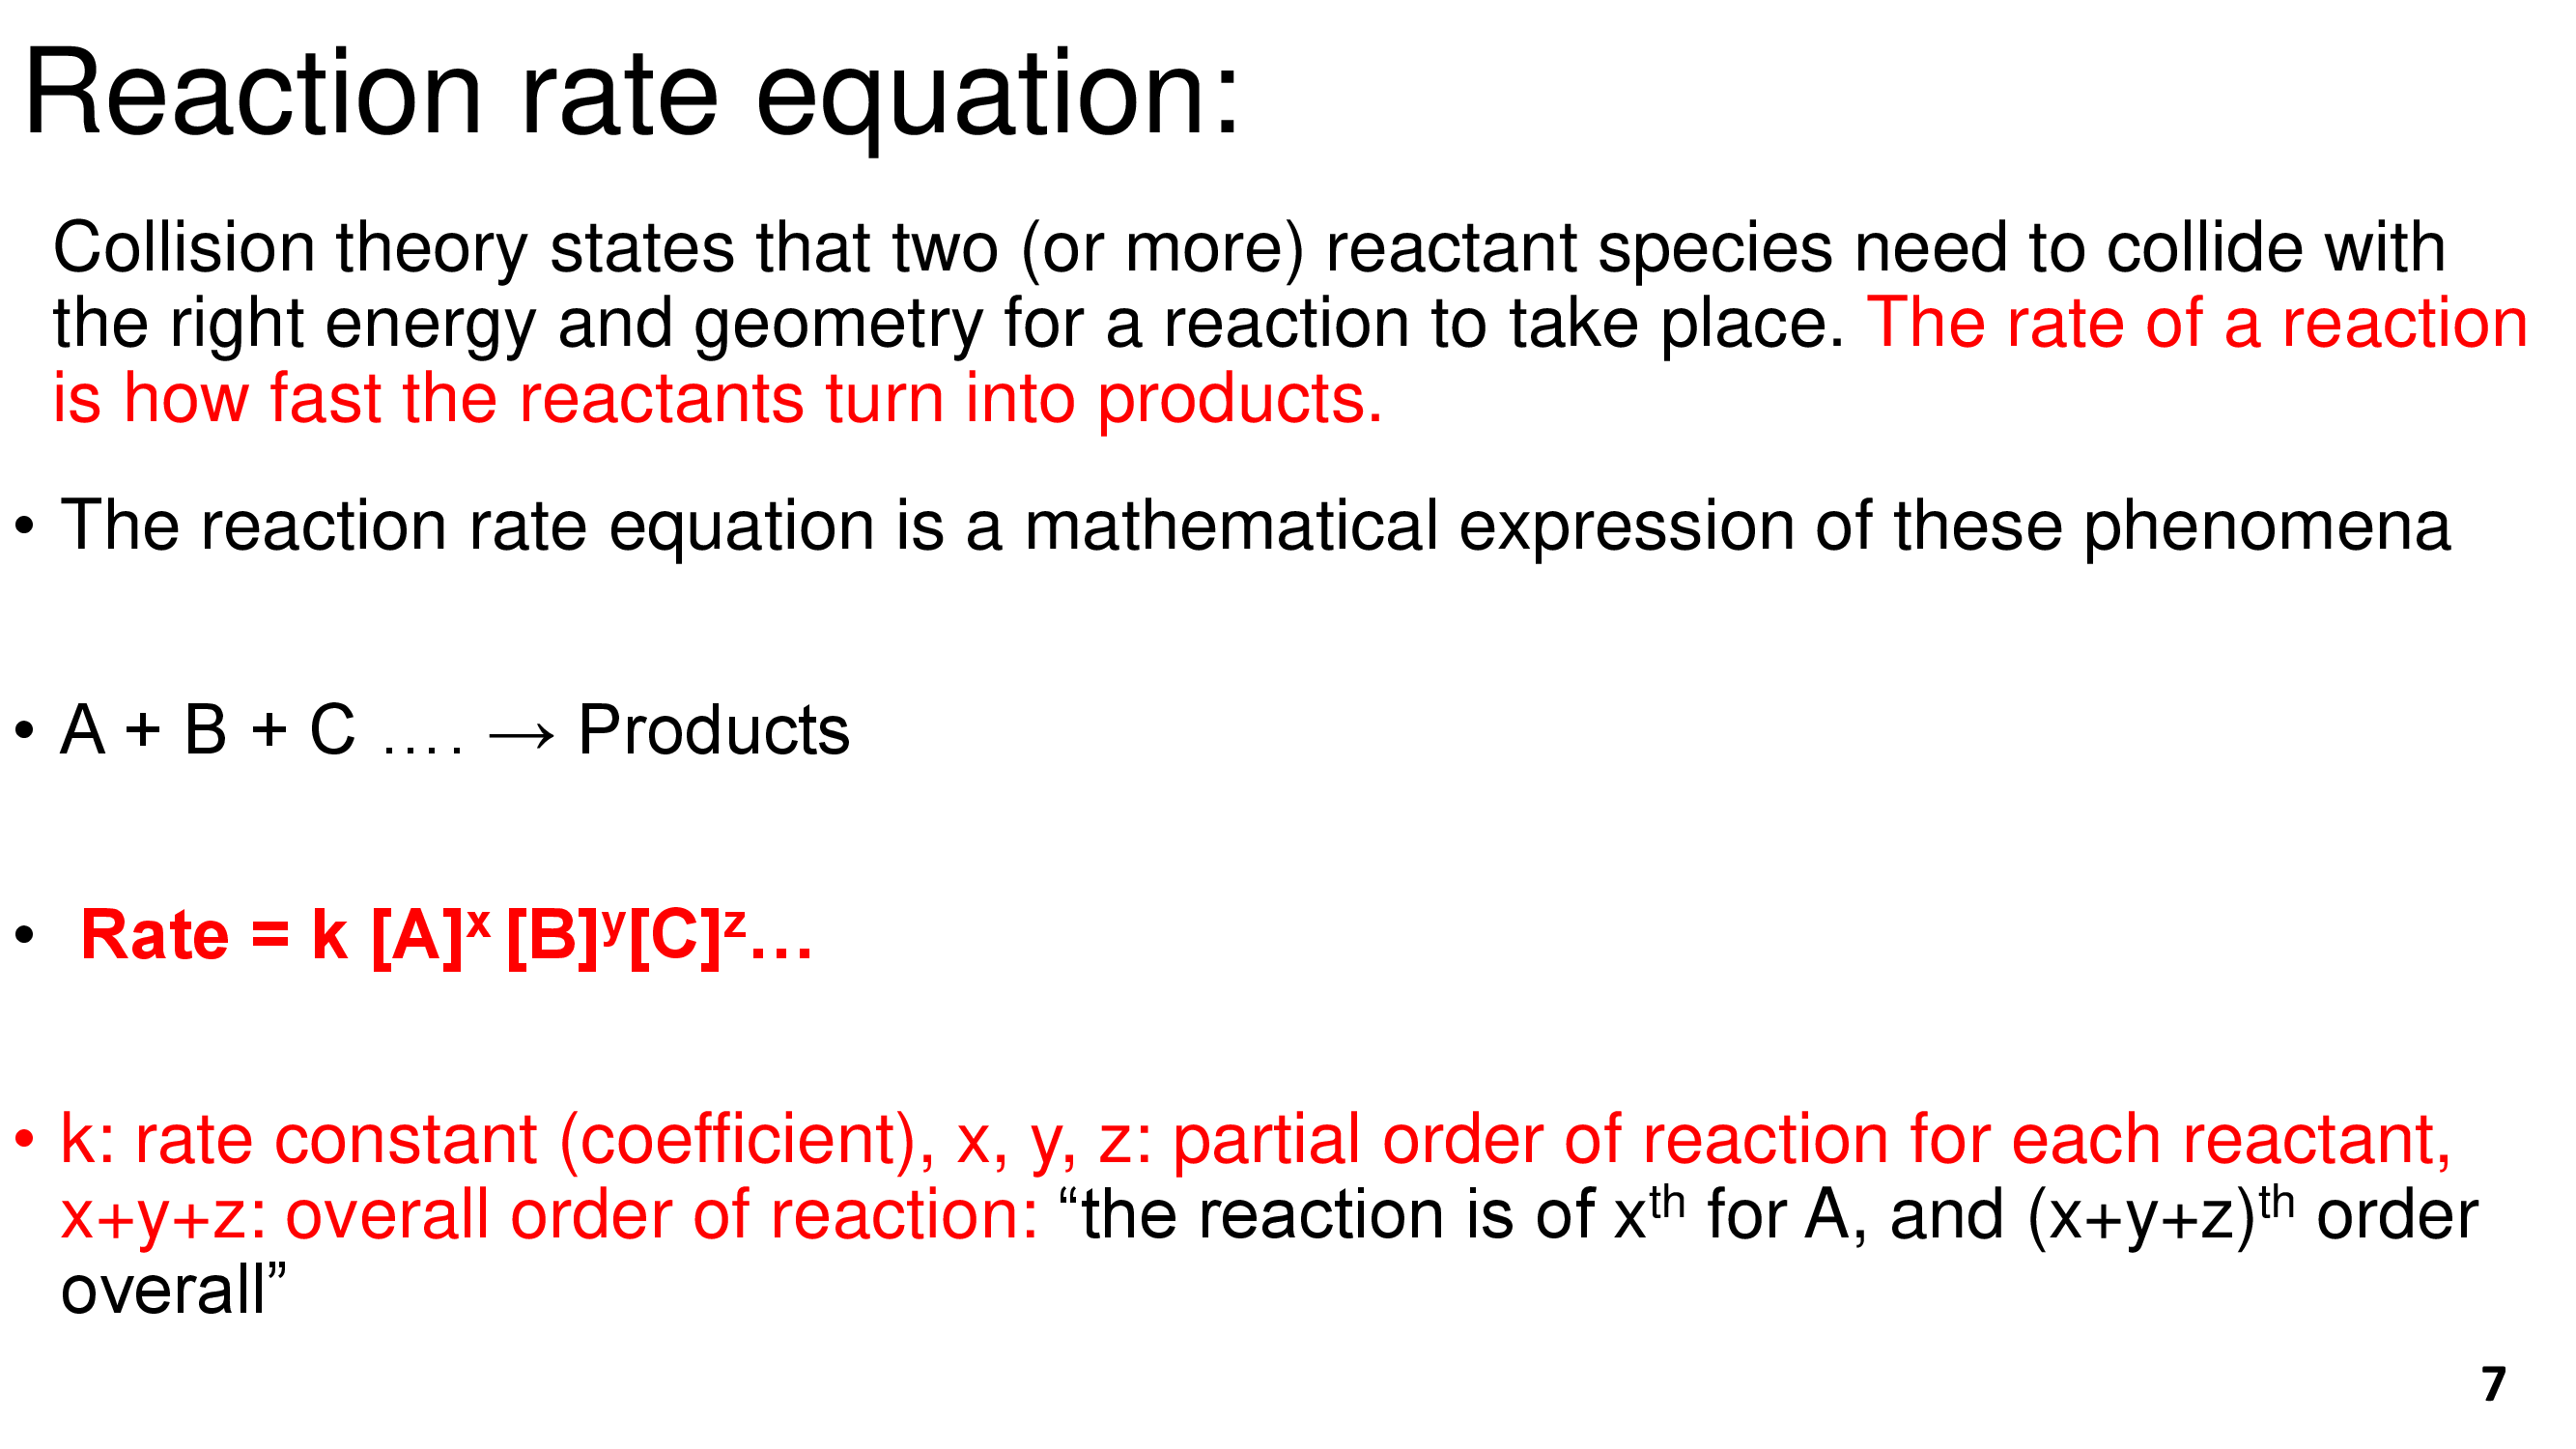 Reaction rate equation:
Collision theory states that two (or more) reactant species need to collide with
the right energy and geometry for a reaction to take place. The rate of a reaction
is how fast the reactants turn into products.
• The reaction rate equation is a mathematical expression of these phenomena
• A + B + C …. → Products
• Rate = k [A]ˣ [B]ʸ[C]ᶻ…
• k: rate constant (coefficient), x, y, z: partial order of reaction for each reactant,
x+y+z: overall order of reaction: “the reaction is of xᵗʰ for A, and (x+y+z)ᵗʰ order
overall”
7